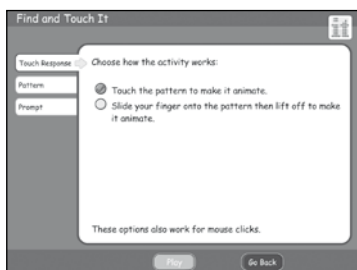 Find and Touch It
Touch Response
Choose how the activity works:
Pattern
Touch the pattern to make it animate.
Prompt
Slide your finger onto the pattern then lift off to make
it animate.
These options also work for mouse clicks.
Play
Go Back